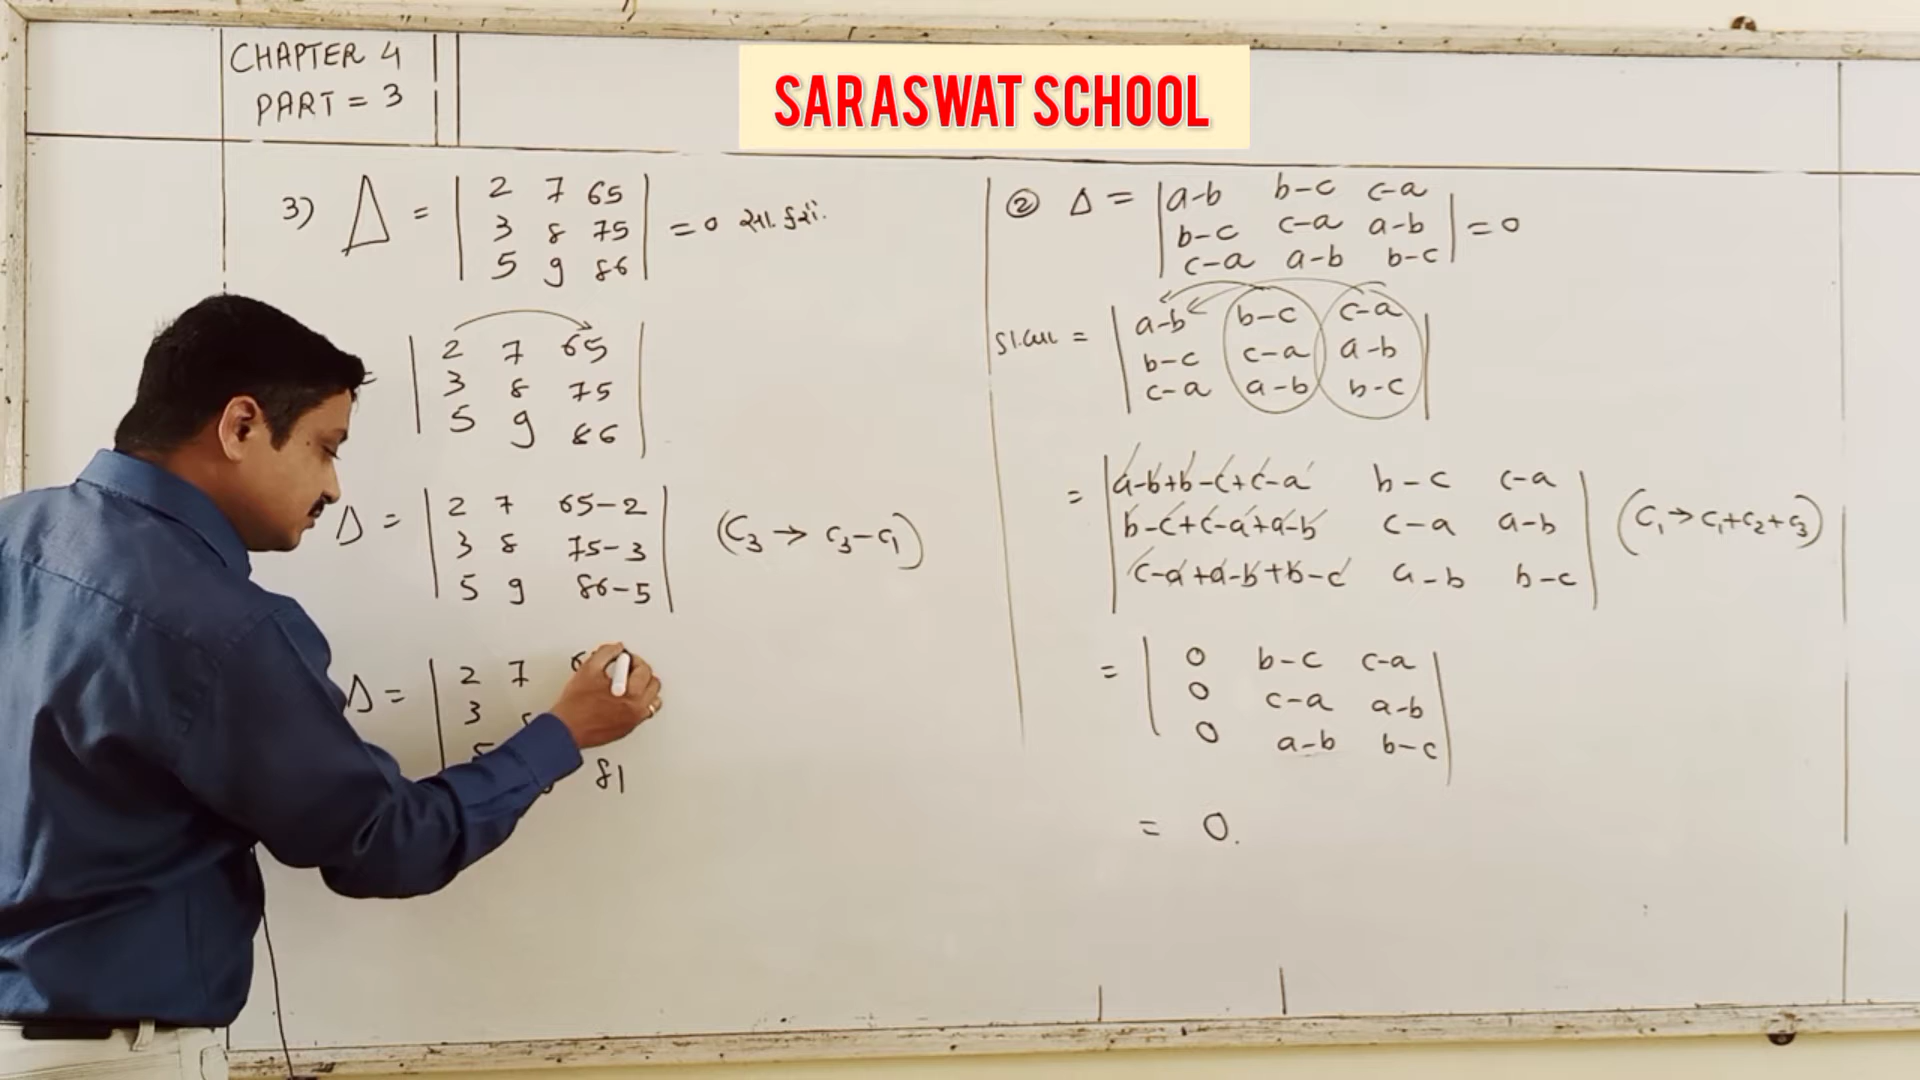 CHAPTER 4
PART = 3
SARASWAT SCHOOL
3) Δ = | 2 7 65 |
| 3 8 75 | = 0 સા. કરો.
| 5 9 86 |
= | 2 7 65 |
| 3 8 75 |
| 5 9 86 |
Δ = | 2 7 65-2 |
| 3 8 75-3 | (C3 → C3-C1)
| 5 9 86-5 |
Δ = | 2 7
3
81
② Δ = | a-b b-c c-a |
| b-c c-a a-b | = 0
| c-a a-b b-c |
= | a-b b-c c-a |
| b-c c-a a-b |
| c-a a-b b-c |
= | a-b+b-c+c-a b-c c-a |
| b-c+c-a+a-b c-a a-b | (C1 → C1+C2+C3)
| c-a+a-b+b-c a-b b-c |
= | 0 b-c c-a |
| 0 c-a a-b |
| 0 a-b b-c |
= 0.